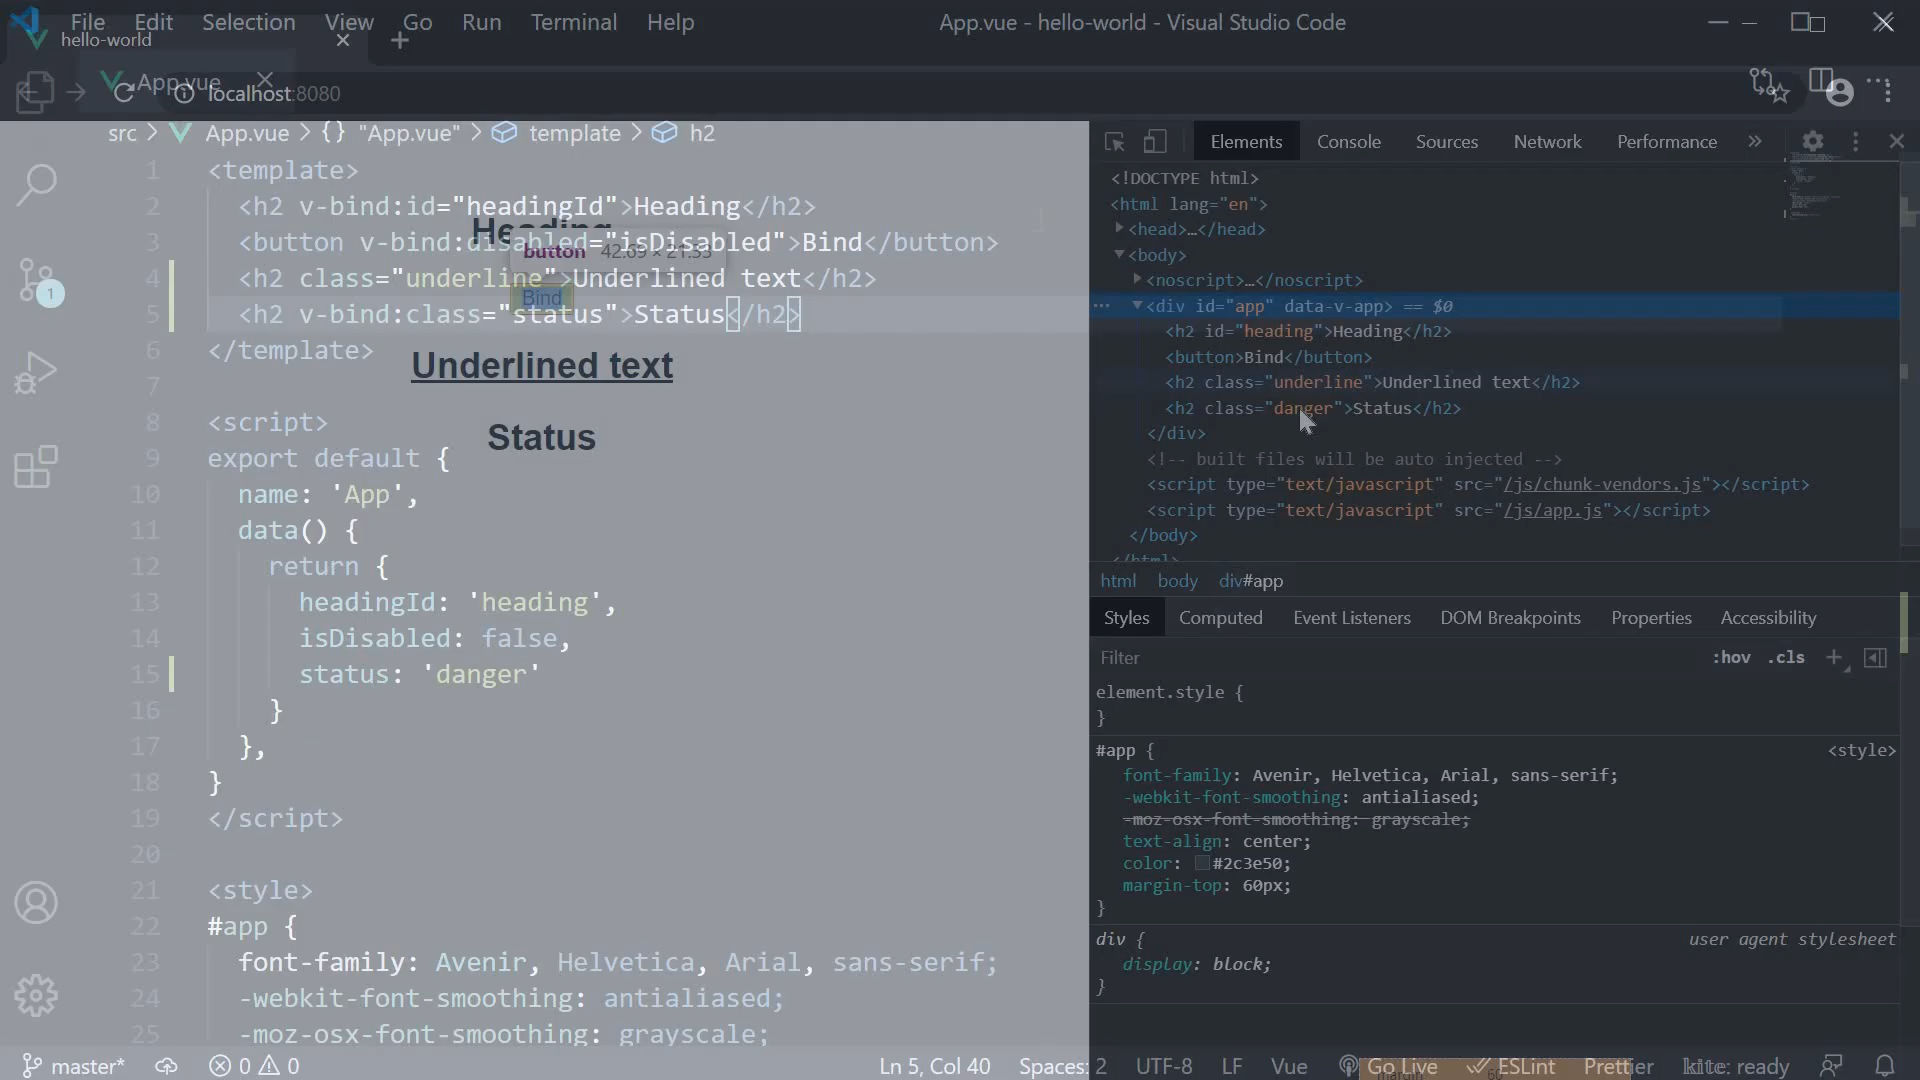 File Edit Selection View Go Run Terminal Help
App.vue - hello-world - Visual Studio Code
hello-world
App.vue
localhost:8080
src > App.vue > {} "App.vue" > template > h2
1 <template>
2 <h2 v-bind:id="headingId">Heading</h2>
3 <button v-bind:disabled="isDisabled">Bind</button>
4 <h2 class="underline">Underlined text</h2>
5 <h2 v-bind:class="status">Status</h2>
6 </template>
7
8 <script>
9 export default {
10 name: 'App',
11 data() {
12 return {
13 headingId: 'heading',
14 isDisabled: false,
15 status: 'danger'
16 }
17 },
18 }
19 </script>
20
21 <style>
22 #app {
23 font-family: Avenir, Helvetica, Arial, sans-serif;
24 -webkit-font-smoothing: antialiased;
25 -moz-osx-font-smoothing: grayscale;
1
Heading
button 42.69 × 21.33
Bind
Underlined text
Status
Elements Console Sources Network Performance »
<!DOCTYPE html>
<html lang="en">
<head>…</head>
<body>
<noscript>…</noscript>
<div id="app" data-v-app> == $0
<h2 id="heading">Heading</h2>
<button>Bind</button>
<h2 class="underline">Underlined text</h2>
<h2 class="danger">Status</h2>
</div>
<!-- built files will be auto injected -->
<script type="text/javascript" src="/js/chunk-vendors.js"></script>
<script type="text/javascript" src="/js/app.js"></script>
</body>
</html>
html body div#app
Styles Computed Event Listeners DOM Breakpoints Properties Accessibility
Filter :hov .cls +
element.style {
}
#app { <style>
font-family: Avenir, Helvetica, Arial, sans-serif;
-webkit-font-smoothing: antialiased;
-moz-osx-font-smoothing: grayscale;
text-align: center;
color: #2c3e50;
margin-top: 60px;
}
div { user agent stylesheet
display: block;
}
margin 60
master* 0 0 Ln 5, Col 40 Spaces: 2 UTF-8 LF Vue Go Live ESLint Prettier kite: ready